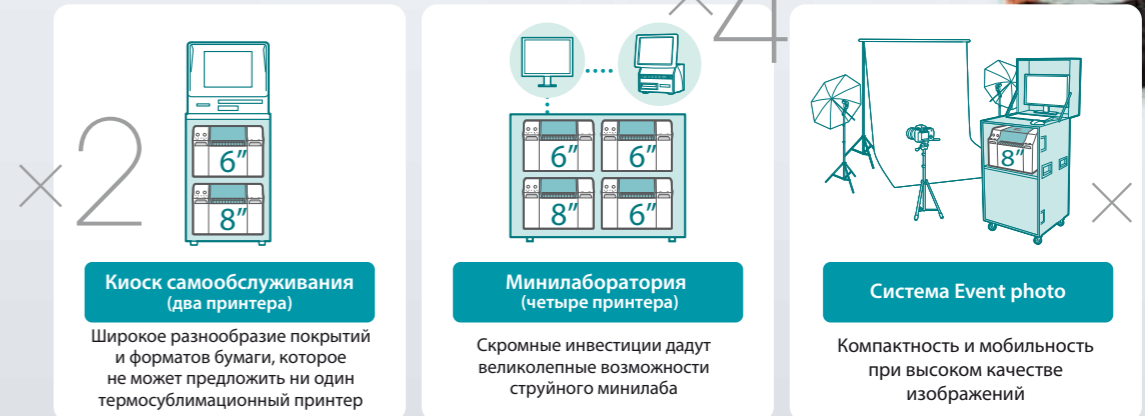 ×2
6″
8″
Киоск самообслуживания
(два принтера)
Широкое разнообразие покрытий
и форматов бумаги, которое
не может предложить ни один
термосублимационный принтер
×4
6″ 6″
8″ 6″
Минилаборатория
(четыре принтера)
Скромные инвестиции дадут
великолепные возможности
струйного минилаба
×
8″
Система Event photo
Компактность и мобильность
при высоком качестве
изображений